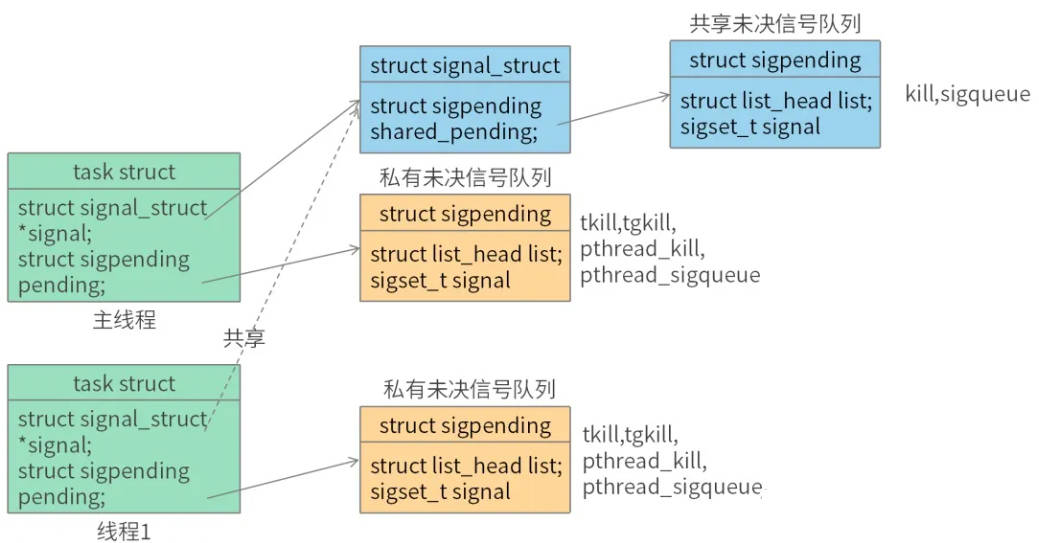 共享未决信号队列
struct signal_struct
struct sigpending
shared_pending;
struct sigpending
struct list_head list;
sigset_t signal
kill,sigqueue
task struct
struct signal_struct
*signal;
struct sigpending
pending;
主线程
私有未决信号队列
struct sigpending
struct list_head list;
sigset_t signal
tkill,tgkill,
pthread_kill,
pthread_sigqueue
共享
task struct
struct signal_struct
*signal;
struct sigpending
pending;
线程1
私有未决信号队列
struct sigpending
struct list_head list;
sigset_t signal
tkill,tgkill,
pthread_kill,
pthread_sigqueue